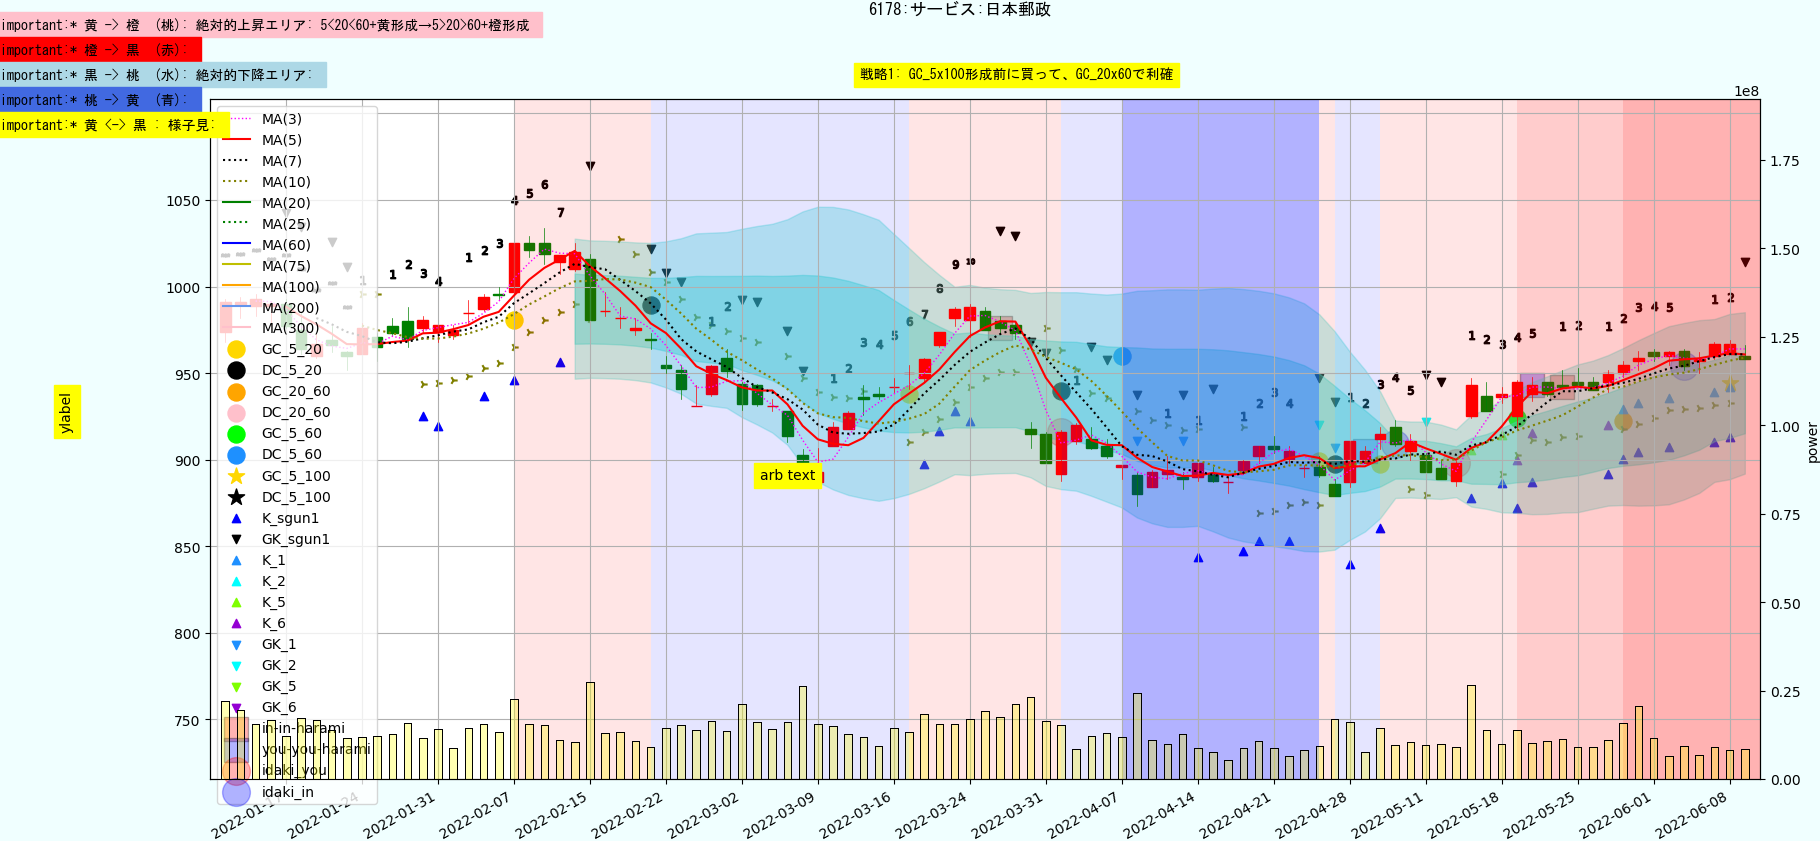 6178:サービス:日本郵政
important:* 黄 -> 橙 (桃): 絶対的上昇エリア: 5<20<60+黄形成→5>20>60+橙形成
important:* 橙 -> 黒 (赤):
important:* 黒 -> 桃 (水): 絶対的下降エリア:
important:* 桃 -> 黄 (青):
important:* 黄 <-> 黒 : 様子見:
戦略1: GC_5x100形成前に買って、GC_20x60で利確
1e8
MA(3)
MA(5)
MA(7)
MA(10)
MA(20)
MA(25)
MA(60)
MA(75)
MA(100)
MA(200)
MA(300)
GC_5_20
DC_5_20
GC_20_60
DC_20_60
GC_5_60
DC_5_60
GC_5_100
DC_5_100
K_sgun1
GK_sgun1
K_1
K_2
K_5
K_6
GK_1
GK_2
GK_5
GK_6
in-in-harami
you-you-harami
idaki_you
idaki_in
ylabel
1050
1000
950
900
850
800
750
arb text
power
1.75
1.50
1.25
1.00
0.75
0.50
0.25
0.00
2022-01-24
2022-01-31
2022-02-07
2022-02-15
2022-02-22
2022-03-02
2022-03-09
2022-03-16
2022-03-24
2022-03-31
2022-04-07
2022-04-14
2022-04-21
2022-04-28
2022-05-11
2022-05-18
2022-05-25
2022-06-01
2022-06-08